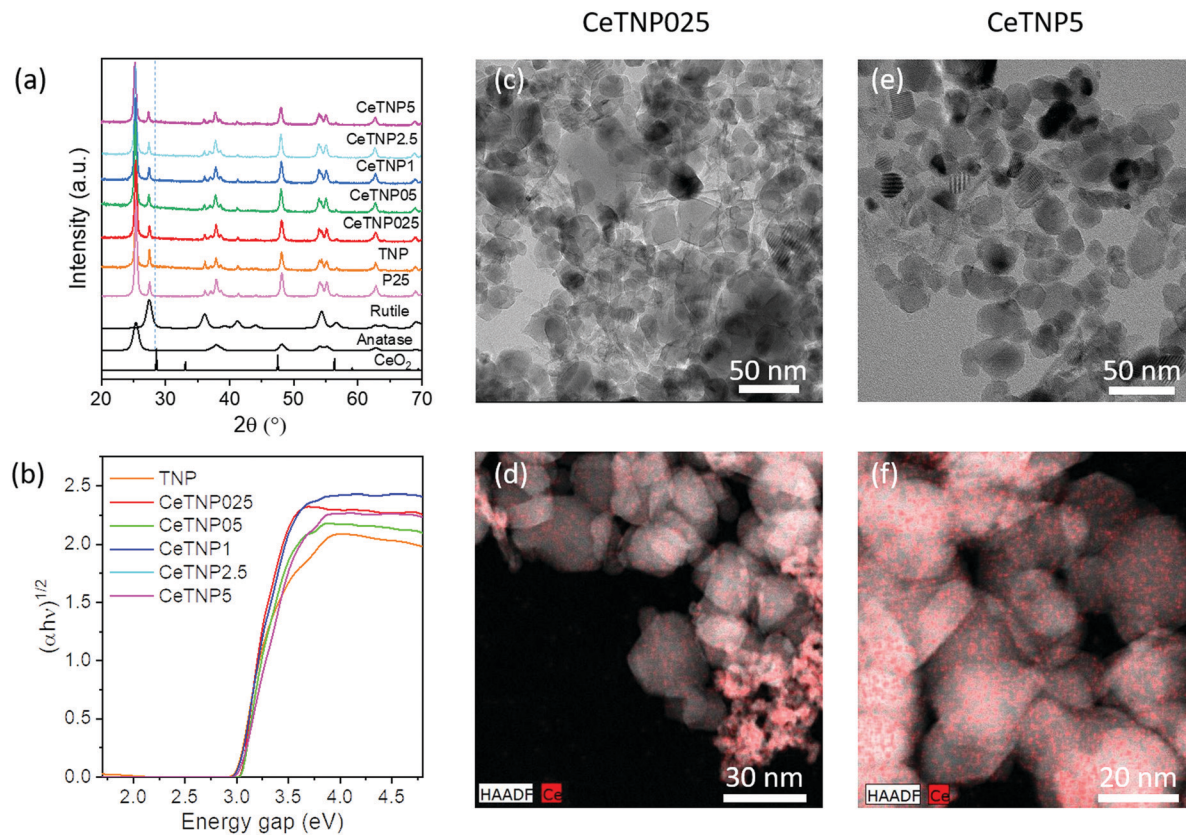 CeTNP025
CeTNP5
(a)
CeTNP5
CeTNP2.5
CeTNP1
CeTNP05
CeTNP025
TNP
P25
Rutile
Anatase
CeO₂
Intensity (a.u.)
20 30 40 50 60 70
2θ (°)
(b)
TNP
CeTNP025
CeTNP05
CeTNP1
CeTNP2.5
CeTNP5
2.5
2.0
1.5
1.0
0.5
0.0
(αhν)^1/2
2.0 2.5 3.0 3.5 4.0 4.5
Energy gap (eV)
(c)
50 nm
(e)
50 nm
(d)
HAADF Ce
30 nm
(f)
HAADF Ce
20 nm